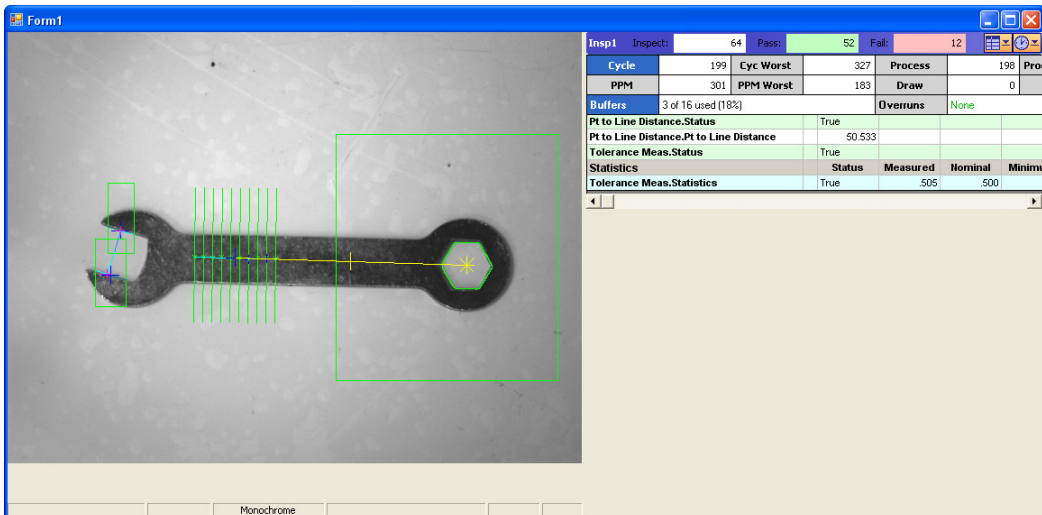 Form1
Insp1 Inspect: 64 Pass: 52 Fail: 12
Cycle 199 Cyc Worst 327 Process 198 Pro
PPM 301 PPM Worst 183 Draw 0
Buffers 3 of 16 used (18%) Overruns None
Pt to Line Distance.Status True
Pt to Line Distance.Pt to Line Distance 50.533
Tolerance Meas.Status True
Statistics Status Measured Nominal Minimu
Tolerance Meas.Statistics True .505 .500
Monochrome